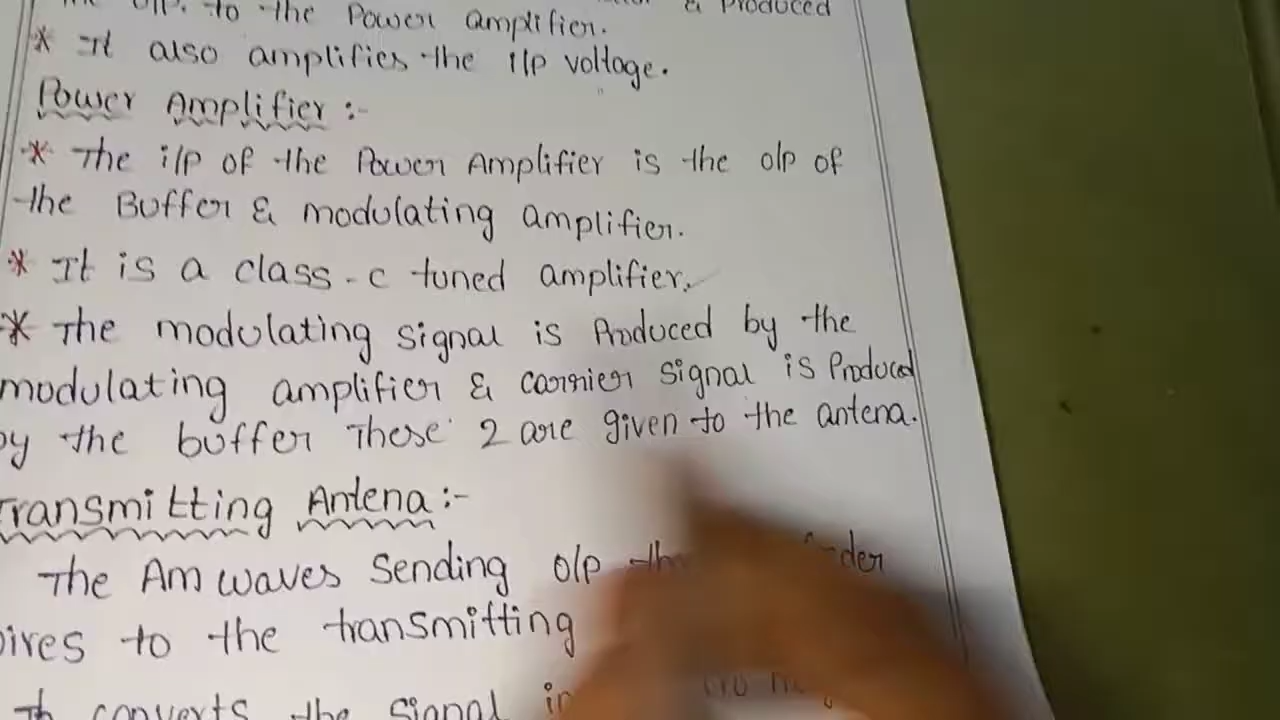 the o/p. to the Power amplifier. & Produced
* It also amplifies the i/p voltage.
Power Amplifier :-
* The i/p of the Power Amplifier is the o/p of
the Buffer & modulating amplifier.
* It is a class-c tuned amplifier.
* The modulating signal is Produced by the
modulating amplifier & carrier signal is Produced
by the buffer These 2 are given to the antena.
Transmitting Antena :-
The Am waves Sending o/p
to the transmitting
It converts the signal